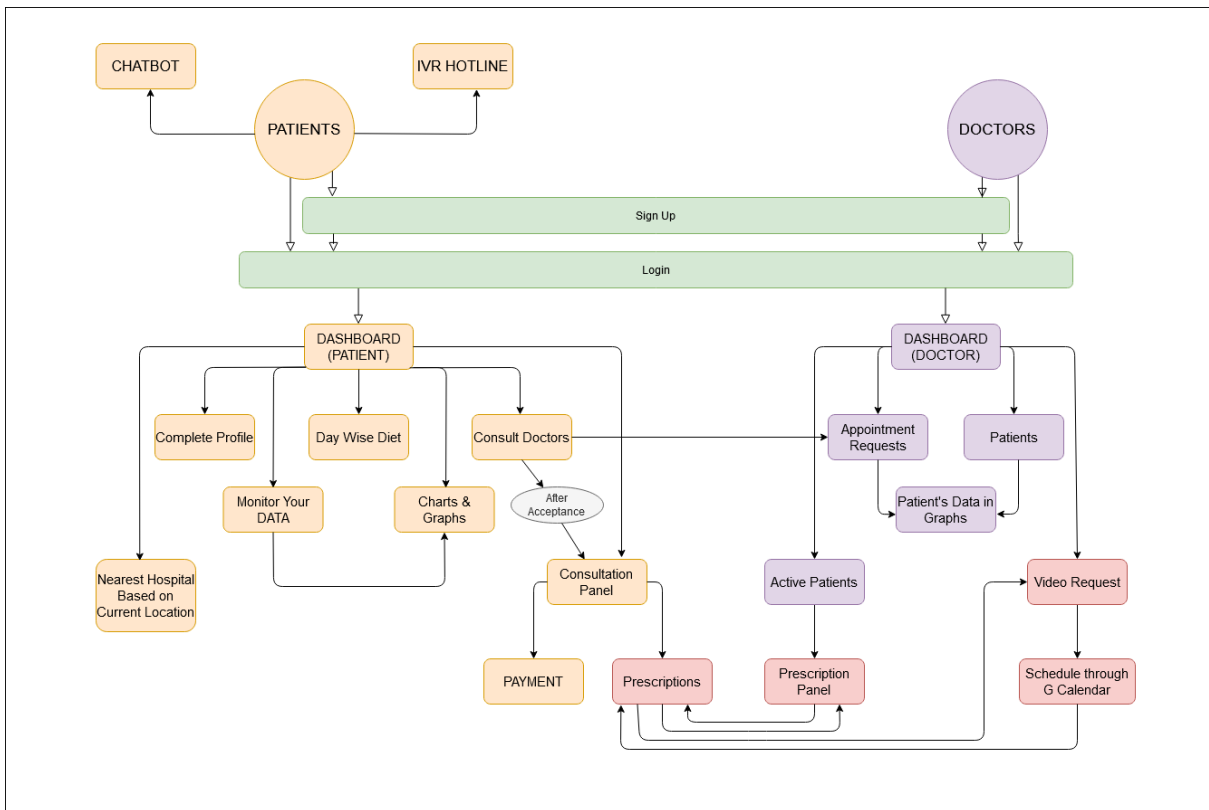 CHATBOT
IVR HOTLINE
PATIENTS
DOCTORS
Sign Up
Login
DASHBOARD
(PATIENT)
DASHBOARD
(DOCTOR)
Complete Profile
Day Wise Diet
Consult Doctors
Appointment
Requests
Patients
Monitor Your
DATA
Charts &
Graphs
After
Acceptance
Patient's Data in
Graphs
Nearest Hospital
Based on
Current Location
Consultation
Panel
Active Patients
Video Request
PAYMENT
Prescriptions
Prescription
Panel
Schedule through
G Calendar